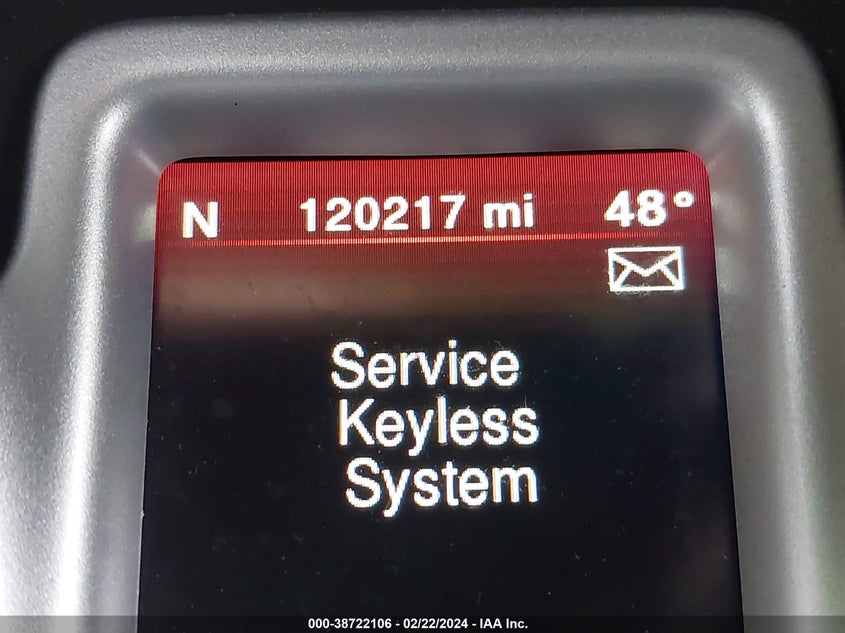 N 120217 mi 48°
Service
Keyless
System
000-38722106 - 02/22/2024 - IAA Inc.